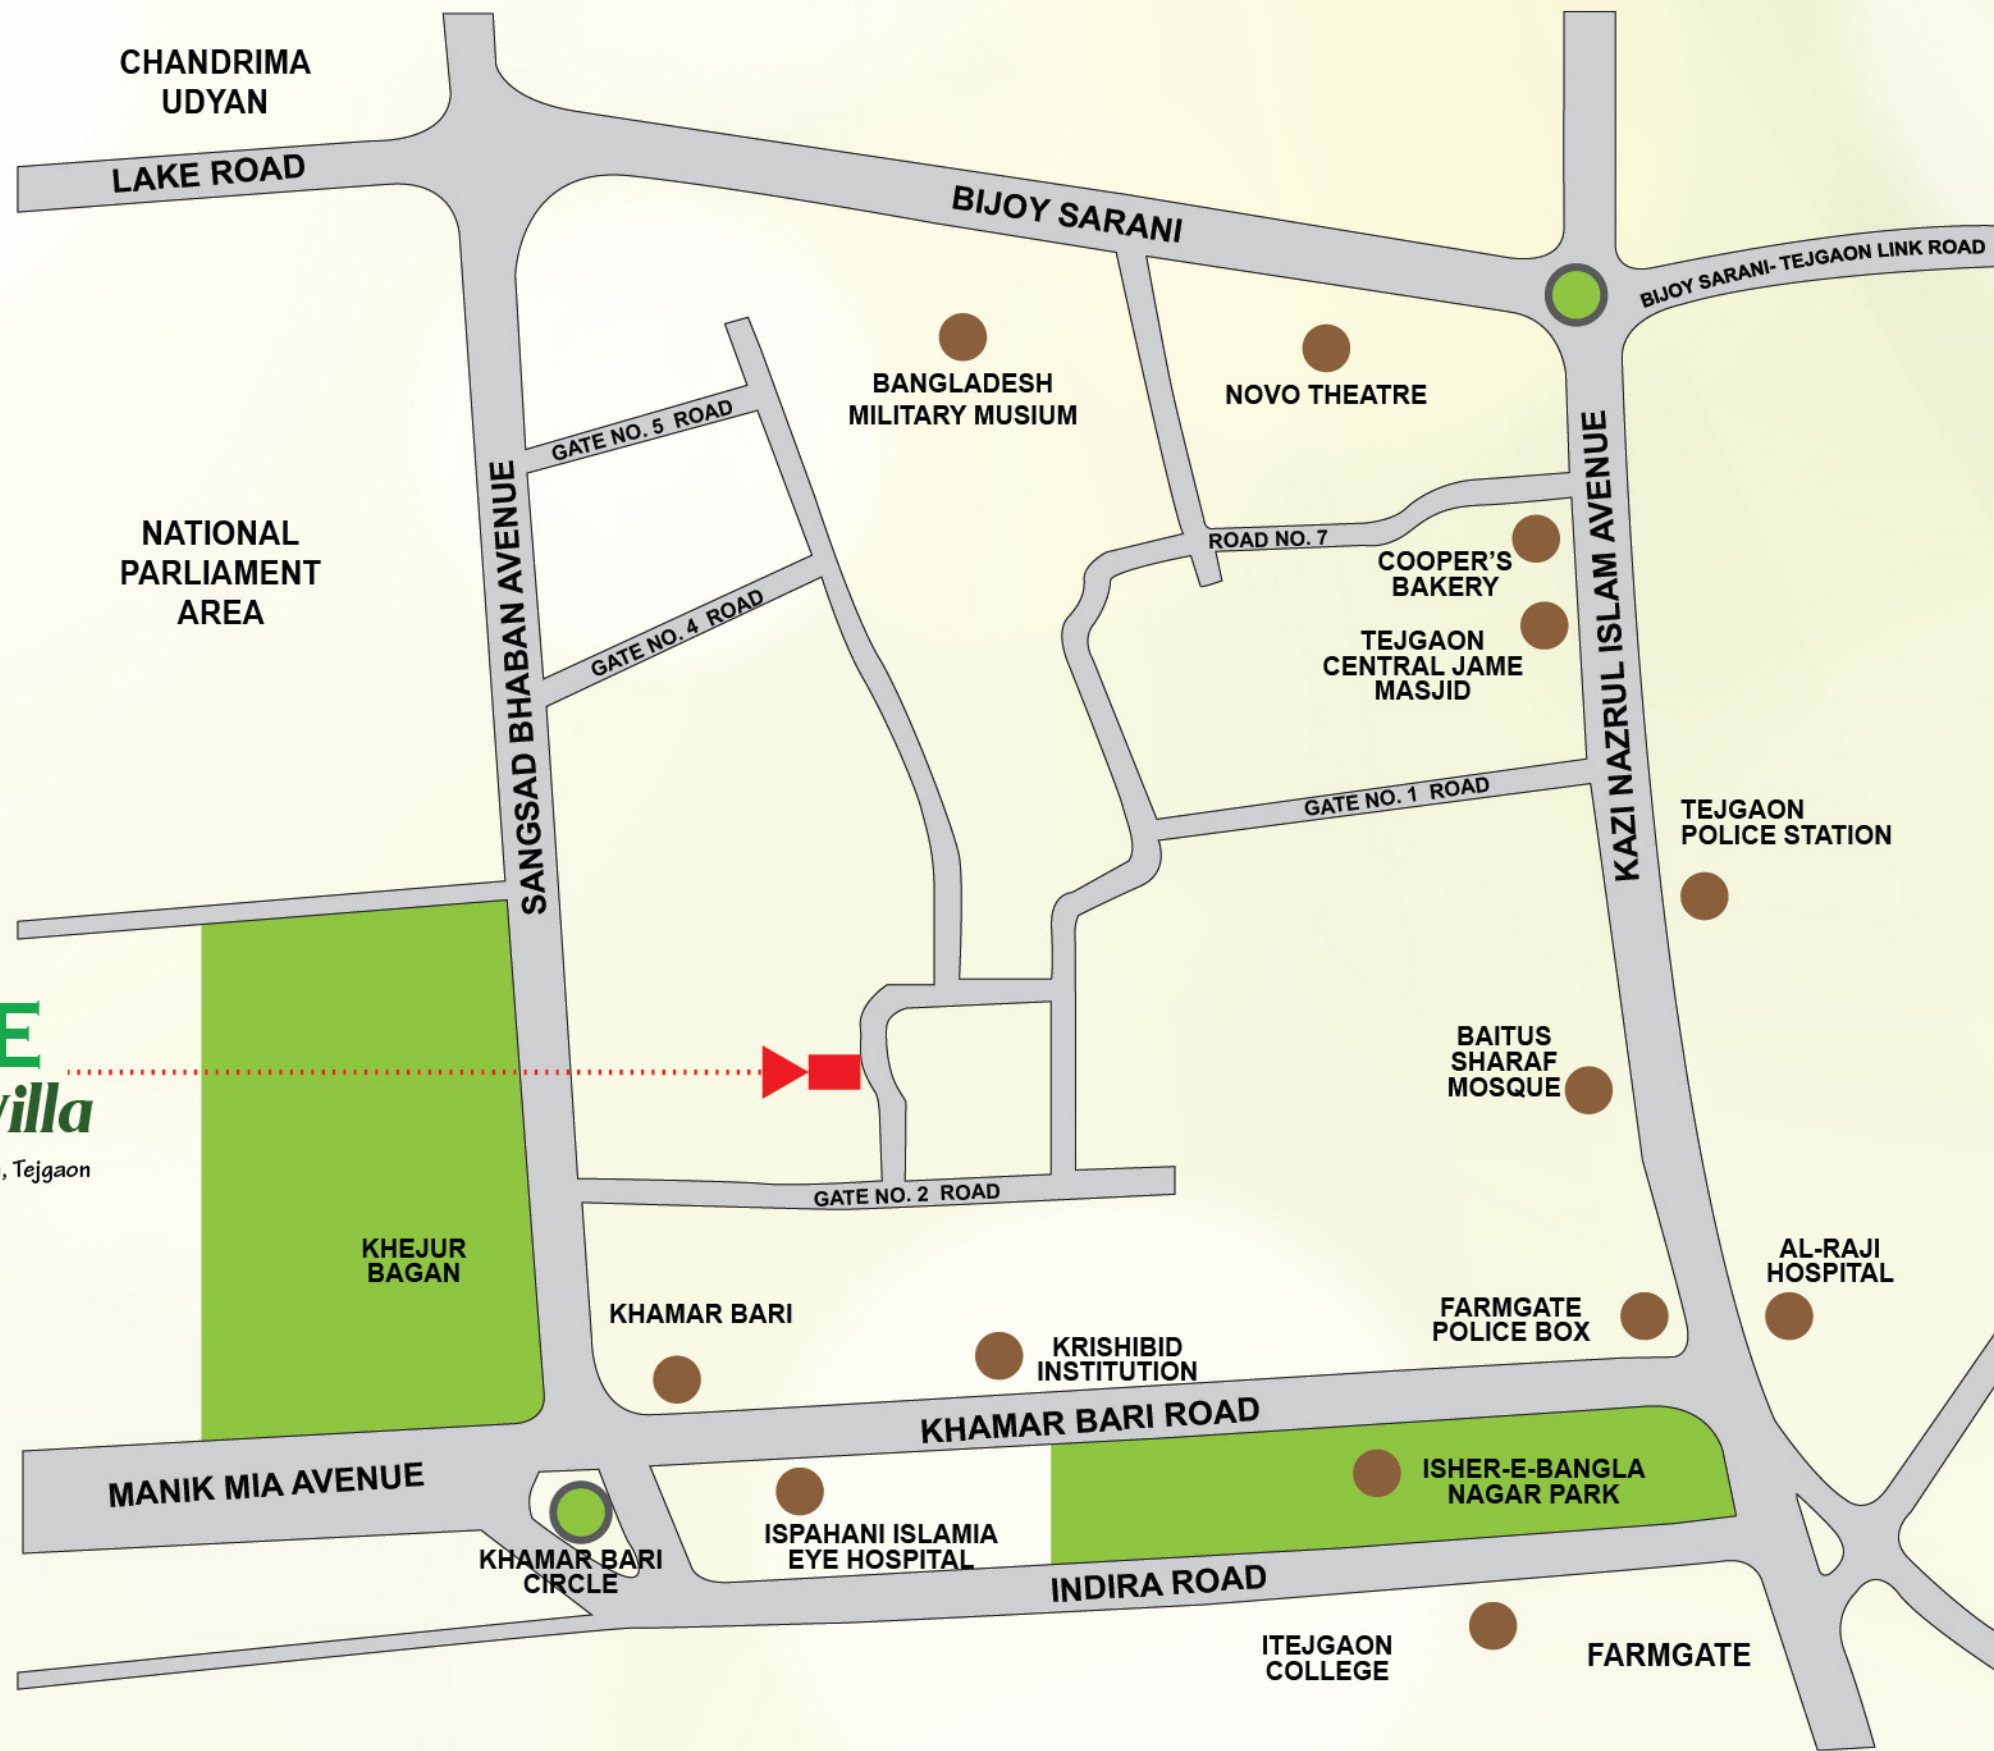 CHANDRIMA
UDYAN
LAKE ROAD
BIJOY SARANI
BIJOY SARANI- TEJGAON LINK ROAD
BANGLADESH
MILITARY MUSIUM
NOVO THEATRE
GATE NO. 5 ROAD
SANGSAD BHABAN AVENUE
KAZI NAZRUL ISLAM AVENUE
NATIONAL
PARLIAMENT
AREA
ROAD NO. 7
COOPER'S
BAKERY
GATE NO. 4 ROAD
TEJGAON
CENTRAL JAME
MASJID
GATE NO. 1 ROAD
TEJGAON
POLICE STATION
E
Villa
, Tejgaon
BAITUS
SHARAF
MOSQUE
GATE NO. 2 ROAD
KHEJUR
BAGAN
KHAMAR BARI
KRISHIBID
INSTITUTION
FARMGATE
POLICE BOX
AL-RAJI
HOSPITAL
KHAMAR BARI ROAD
MANIK MIA AVENUE
ISHER-E-BANGLA
NAGAR PARK
KHAMAR BARI
CIRCLE
ISPAHANI ISLAMIA
EYE HOSPITAL
INDIRA ROAD
ITEJGAON
COLLEGE
FARMGATE